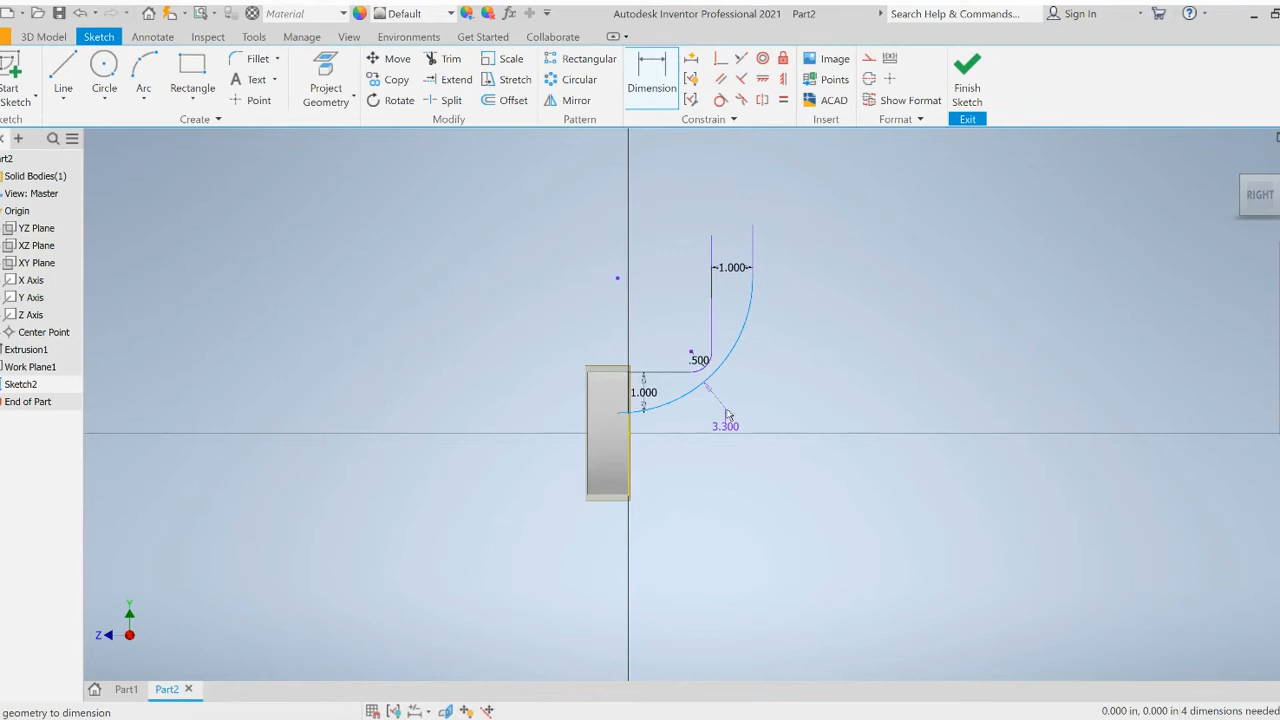 Material
Default
Autodesk Inventor Professional 2021 Part2
Search Help & Commands...
Sign In
Sketch
Annotate
Inspect
Tools
Manage
View
Environments
Get Started
Collaborate
3D Model
Start
Sketch
Line
Circle
Arc
Rectangle
Fillet
Text
Point
Project
Geometry
Move
Copy
Rotate
Trim
Extend
Split
Scale
Stretch
Offset
Rectangular
Circular
Mirror
Dimension
Image
Points
ACAD
Show Format
Finish
Sketch
Create
Modify
Pattern
Constrain
Insert
Format
Exit
Solid Bodies(1)
View: Master
Origin
YZ Plane
XZ Plane
XY Plane
X Axis
Y Axis
Z Axis
Center Point
Extrusion1
Work Plane1
Sketch2
End of Part
1.000
.500
1.000
3.300
RIGHT
Y
Z
Part1
Part2
geometry to dimension
0.000 in, 0.000 in 4 dimensions needed